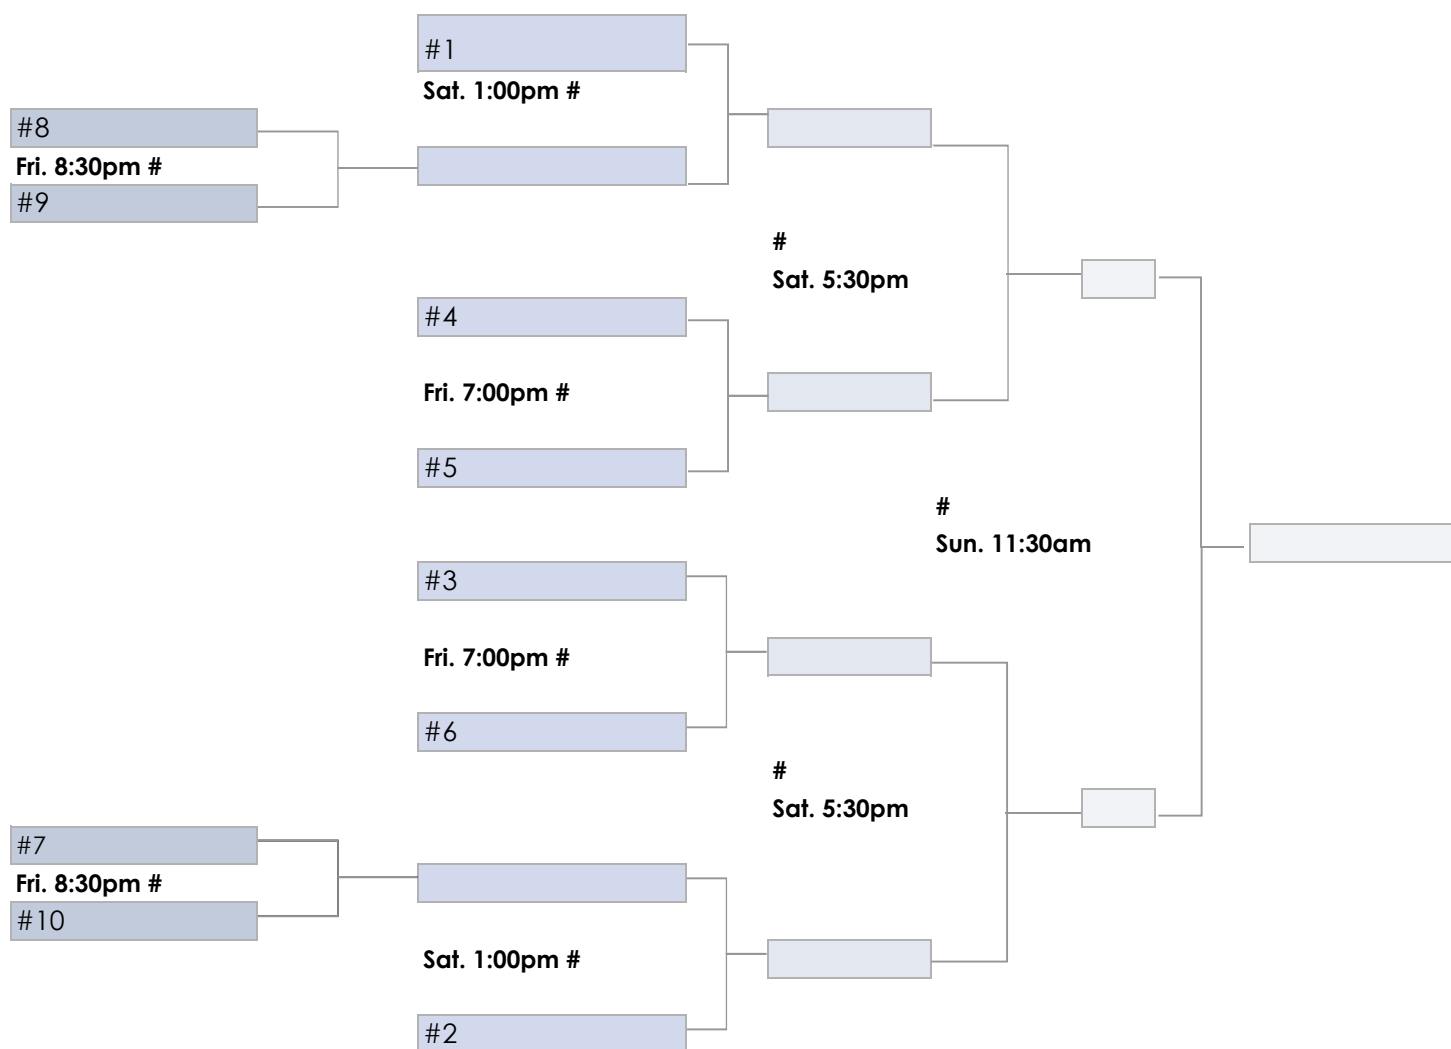 #1
Sat. 1:00pm #
#8
Fri. 8:30pm #
#9
#
Sat. 5:30pm
#4
Fri. 7:00pm #
#5
#
Sun. 11:30am
#3
Fri. 7:00pm #
#6
#
Sat. 5:30pm
#7
Fri. 8:30pm #
#10
Sat. 1:00pm #
#2